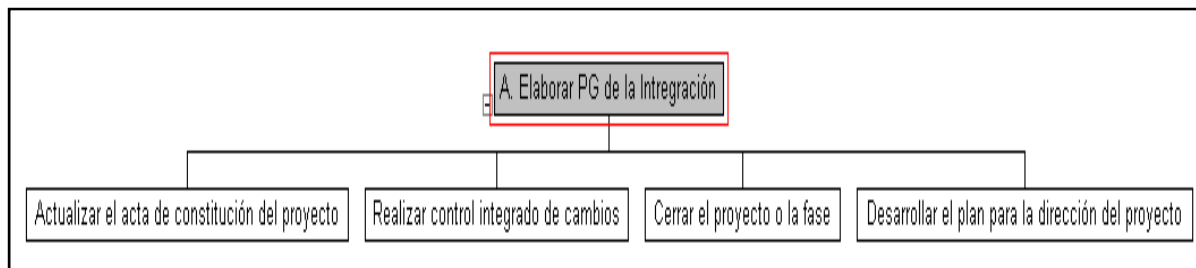 A. Elaborar PG de la Intregración
Actualizar el acta de constitución del proyecto
Realizar control integrado de cambios
Cerrar el proyecto o la fase
Desarrollar el plan para la dirección del proyecto